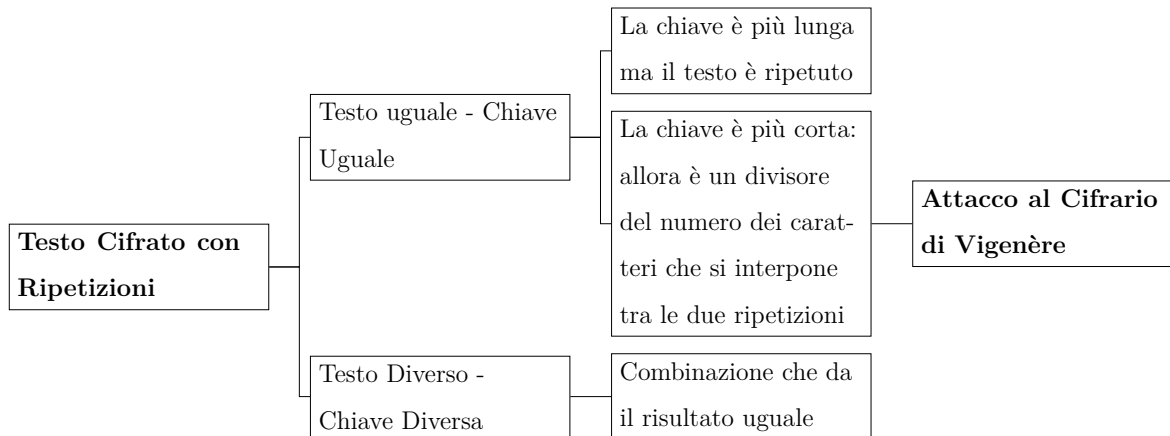 La chiave è più lunga
ma il testo è ripetuto
Testo uguale - Chiave
Uguale
La chiave è più corta:
allora è un divisore
del numero dei carat-
teri che si interpone
tra le due ripetizioni
Attacco al Cifrario
di Vigenère
Testo Cifrato con
Ripetizioni
Testo Diverso -
Chiave Diversa
Combinazione che da
il risultato uguale